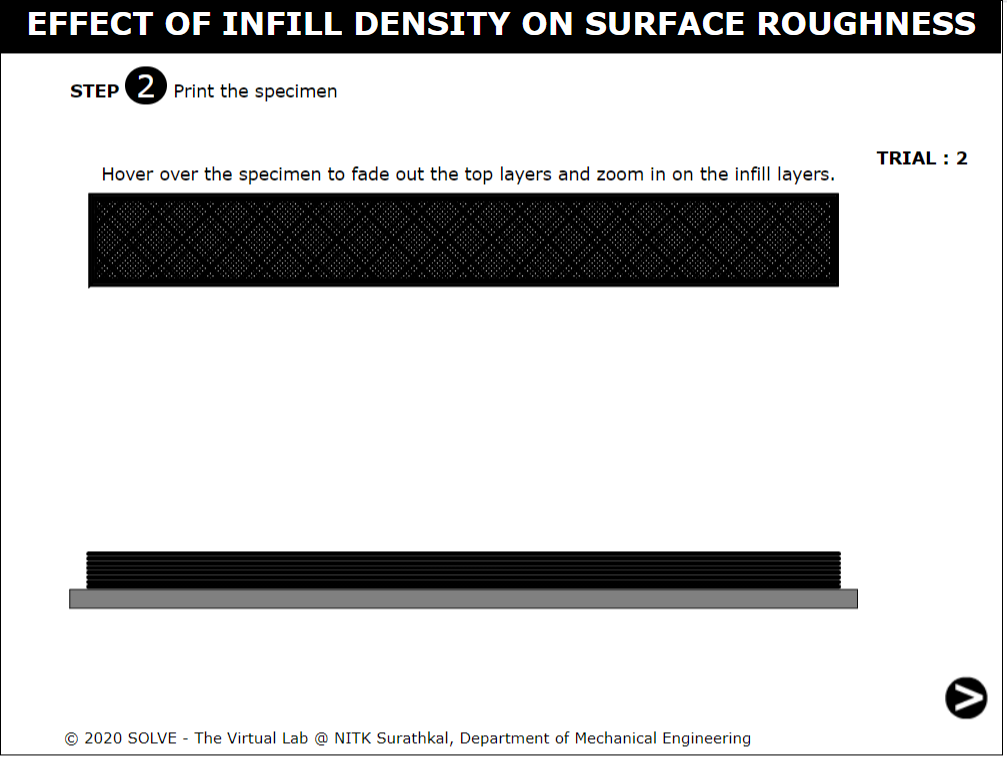 EFFECT OF INFILL DENSITY ON SURFACE ROUGHNESS
STEP 2 Print the specimen
TRIAL : 2
Hover over the specimen to fade out the top layers and zoom in on the infill layers.
>
© 2020 SOLVE - The Virtual Lab @ NITK Surathkal, Department of Mechanical Engineering